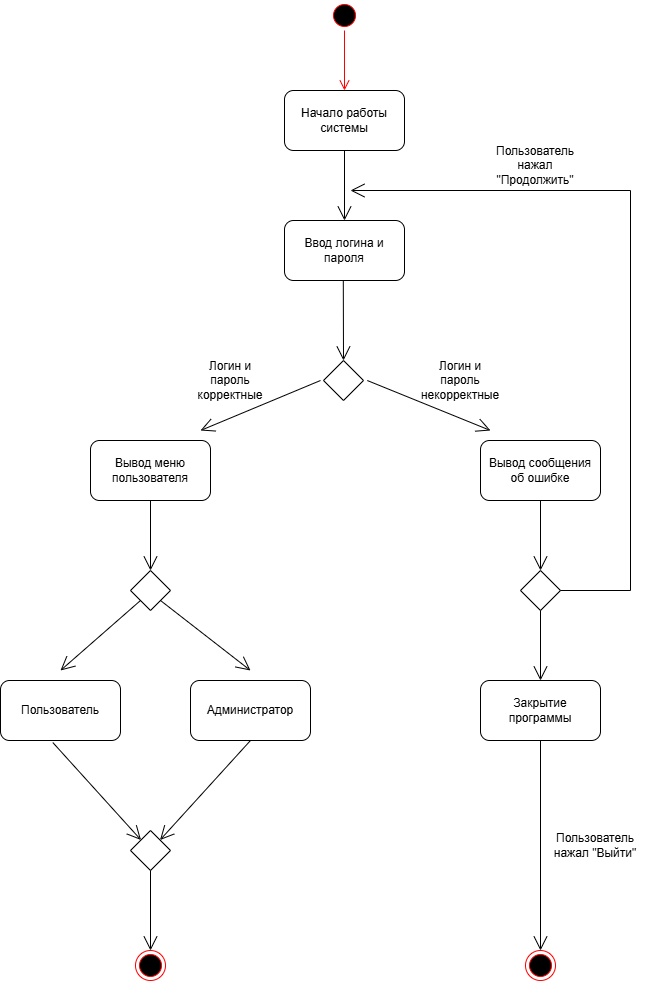 Начало работы
системы
Пользователь
нажал
"Продолжить"
Ввод логина и
пароля
Логин и
пароль
корректные
Логин и
пароль
некорректные
Вывод меню
пользователя
Вывод сообщения
об ошибке
Пользователь
Администратор
Закрытие
программы
Пользователь
нажал "Выйти"